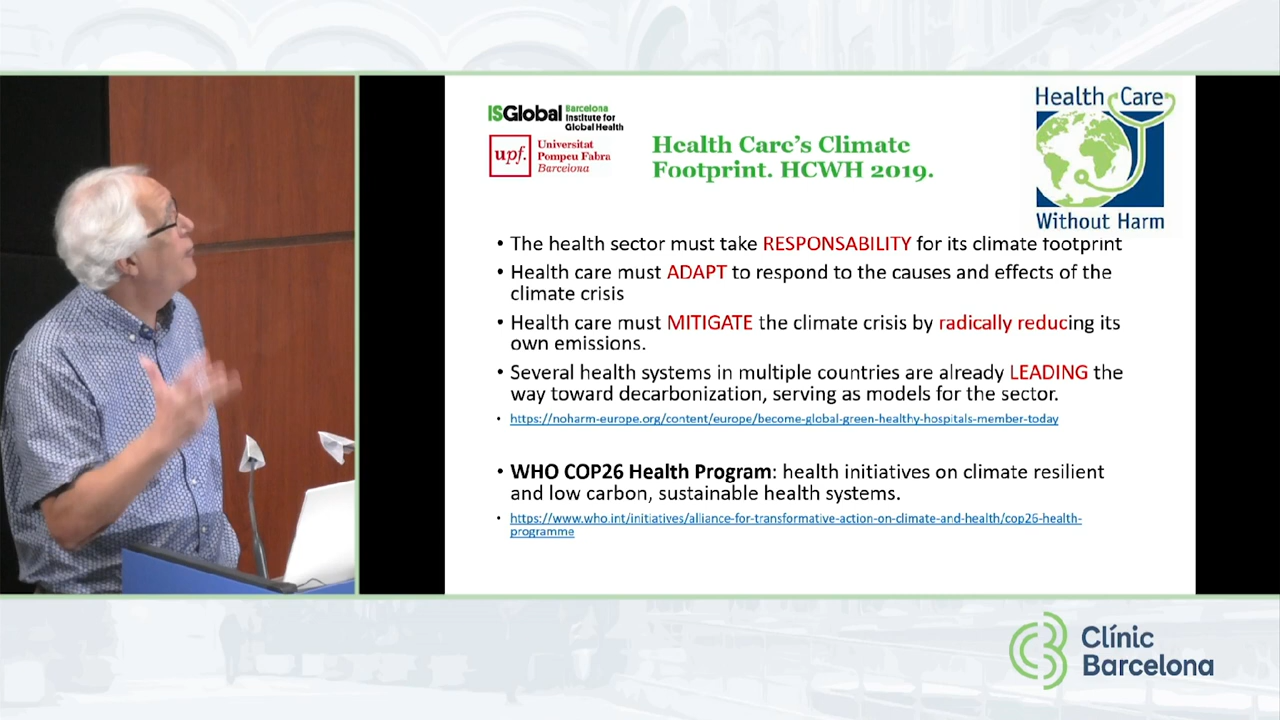 ISGlobal Barcelona
Institute for
Global Health
upf. Universitat
Pompeu Fabra
Barcelona
Health Care's Climate
Footprint. HCWH 2019.
Health Care
Without Harm
• The health sector must take RESPONSABILITY for its climate footprint
• Health care must ADAPT to respond to the causes and effects of the
climate crisis
• Health care must MITIGATE the climate crisis by radically reducing its
own emissions.
• Several health systems in multiple countries are already LEADING the
way toward decarbonization, serving as models for the sector.
• https://noharm-europe.org/content/europe/become-global-green-healthy-hospitals-member-today
• WHO COP26 Health Program: health initiatives on climate resilient
and low carbon, sustainable health systems.
• https://www.who.int/initiatives/alliance-for-transformative-action-on-climate-and-health/cop26-health-
programme
Clínic
Barcelona